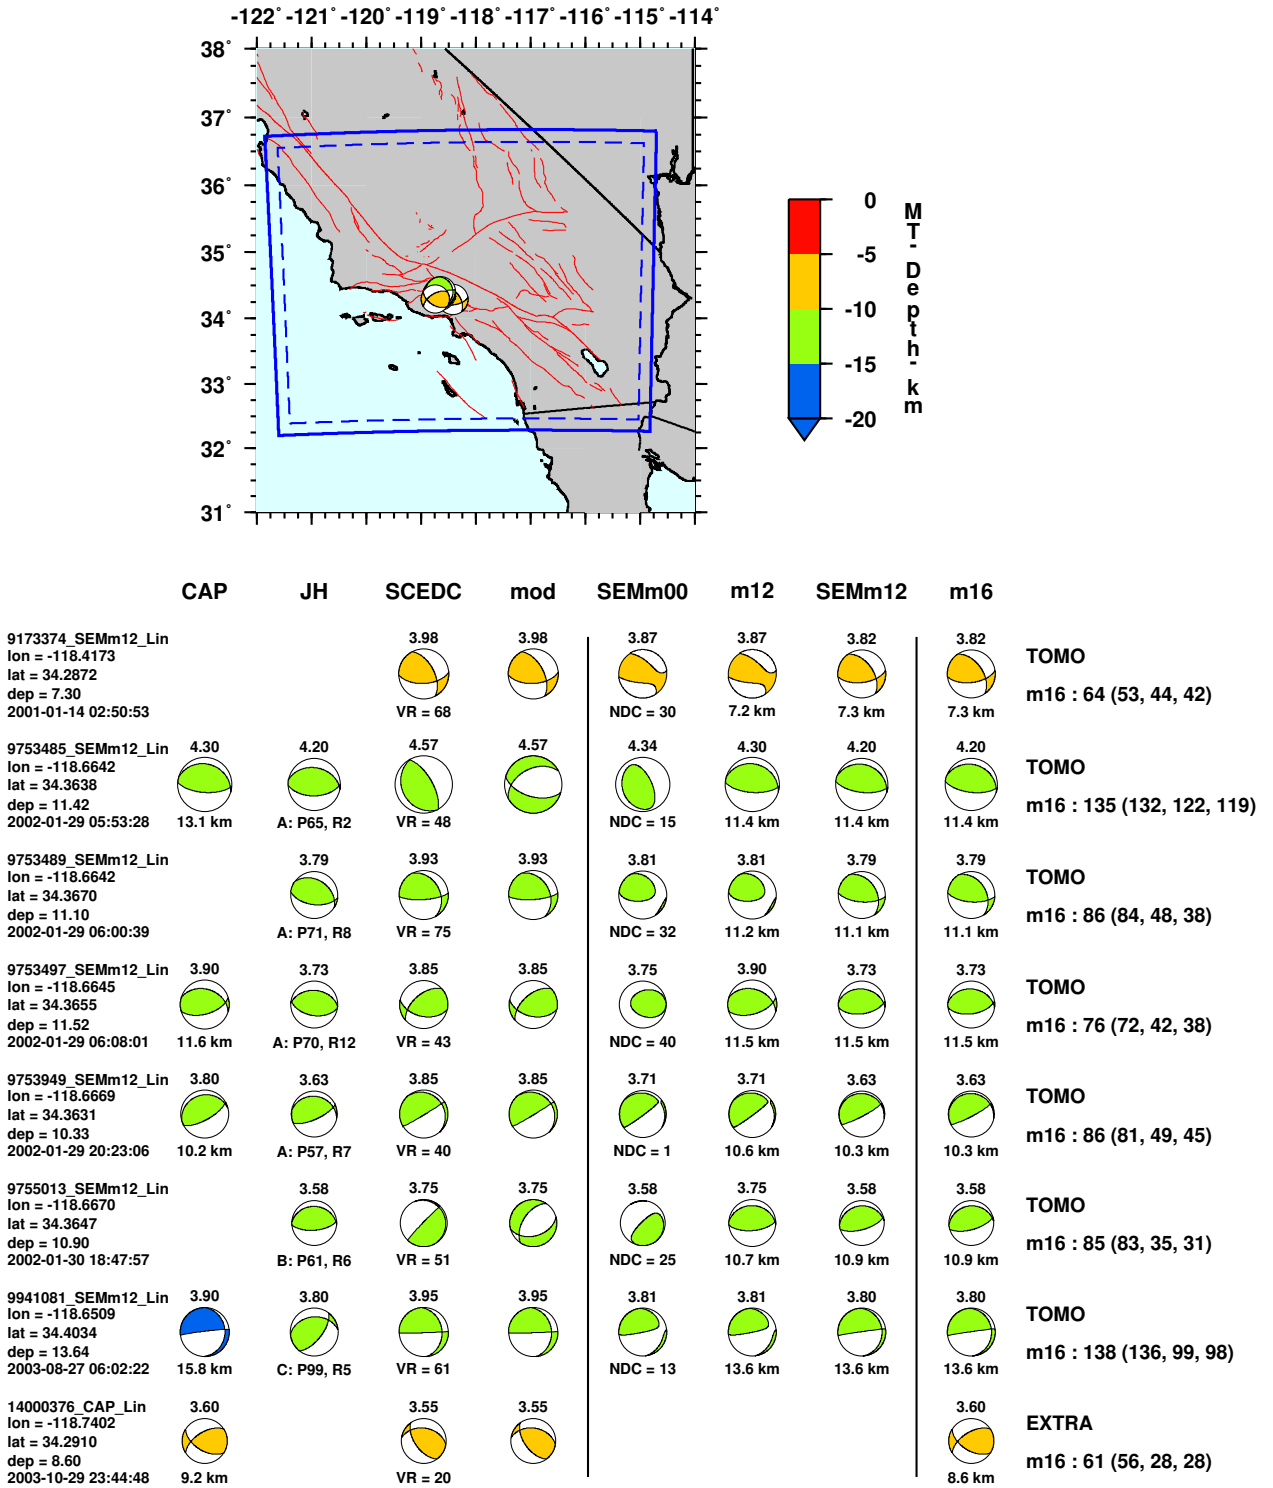 -122° -121° -120° -119° -118° -117° -116° -115° -114°
38°
37°
36°
35°
34°
33°
32°
31°
0
-5
-10
-15
-20
MT- Depth- km
CAP JH SCEDC mod SEMm00 m12 SEMm12 m16
9173374_SEMm12_Lin 3.98 3.98 3.87 3.87 3.82 3.82
lon = -118.4173 TOMO
lat = 34.2872
dep = 7.30 m16 : 64 (53, 44, 42)
2001-01-14 02:50:53 VR = 68 NDC = 30 7.2 km 7.3 km 7.3 km
9753485_SEMm12_Lin 4.30 4.20 4.57 4.57 4.34 4.30 4.20 4.20
lon = -118.6642 TOMO
lat = 34.3638
dep = 11.42 m16 : 135 (132, 122, 119)
2002-01-29 05:53:28 13.1 km A: P65, R2 VR = 48 NDC = 15 11.4 km 11.4 km 11.4 km
9753489_SEMm12_Lin 3.79 3.93 3.93 3.81 3.81 3.79 3.79
lon = -118.6642 TOMO
lat = 34.3670
dep = 11.10 m16 : 86 (84, 48, 38)
2002-01-29 06:00:39 A: P71, R8 VR = 75 NDC = 32 11.2 km 11.1 km 11.1 km
9753497_SEMm12_Lin 3.90 3.73 3.85 3.85 3.75 3.90 3.73 3.73
lon = -118.6645 TOMO
lat = 34.3655
dep = 11.52 m16 : 76 (72, 42, 38)
2002-01-29 06:08:01 11.6 km A: P70, R12 VR = 43 NDC = 40 11.5 km 11.5 km 11.5 km
9753949_SEMm12_Lin 3.80 3.63 3.85 3.85 3.71 3.71 3.63 3.63
lon = -118.6669 TOMO
lat = 34.3631
dep = 10.33 m16 : 86 (81, 49, 45)
2002-01-29 20:23:06 10.2 km A: P57, R7 VR = 40 NDC = 1 10.6 km 10.3 km 10.3 km
9755013_SEMm12_Lin 3.58 3.75 3.75 3.58 3.75 3.58 3.58
lon = -118.6670 TOMO
lat = 34.3647
dep = 10.90 m16 : 85 (83, 35, 31)
2002-01-30 18:47:57 B: P61, R6 VR = 51 NDC = 25 10.7 km 10.9 km 10.9 km
9941081_SEMm12_Lin 3.90 3.80 3.95 3.95 3.81 3.81 3.80 3.80
lon = -118.6509 TOMO
lat = 34.4034
dep = 13.64 m16 : 138 (136, 99, 98)
2003-08-27 06:02:22 15.8 km C: P99, R5 VR = 61 NDC = 13 13.6 km 13.6 km 13.6 km
14000376_CAP_Lin 3.60 3.55 3.55 3.60
lon = -118.7402 EXTRA
lat = 34.2910
dep = 8.60 m16 : 61 (56, 28, 28)
2003-10-29 23:44:48 9.2 km VR = 20 8.6 km